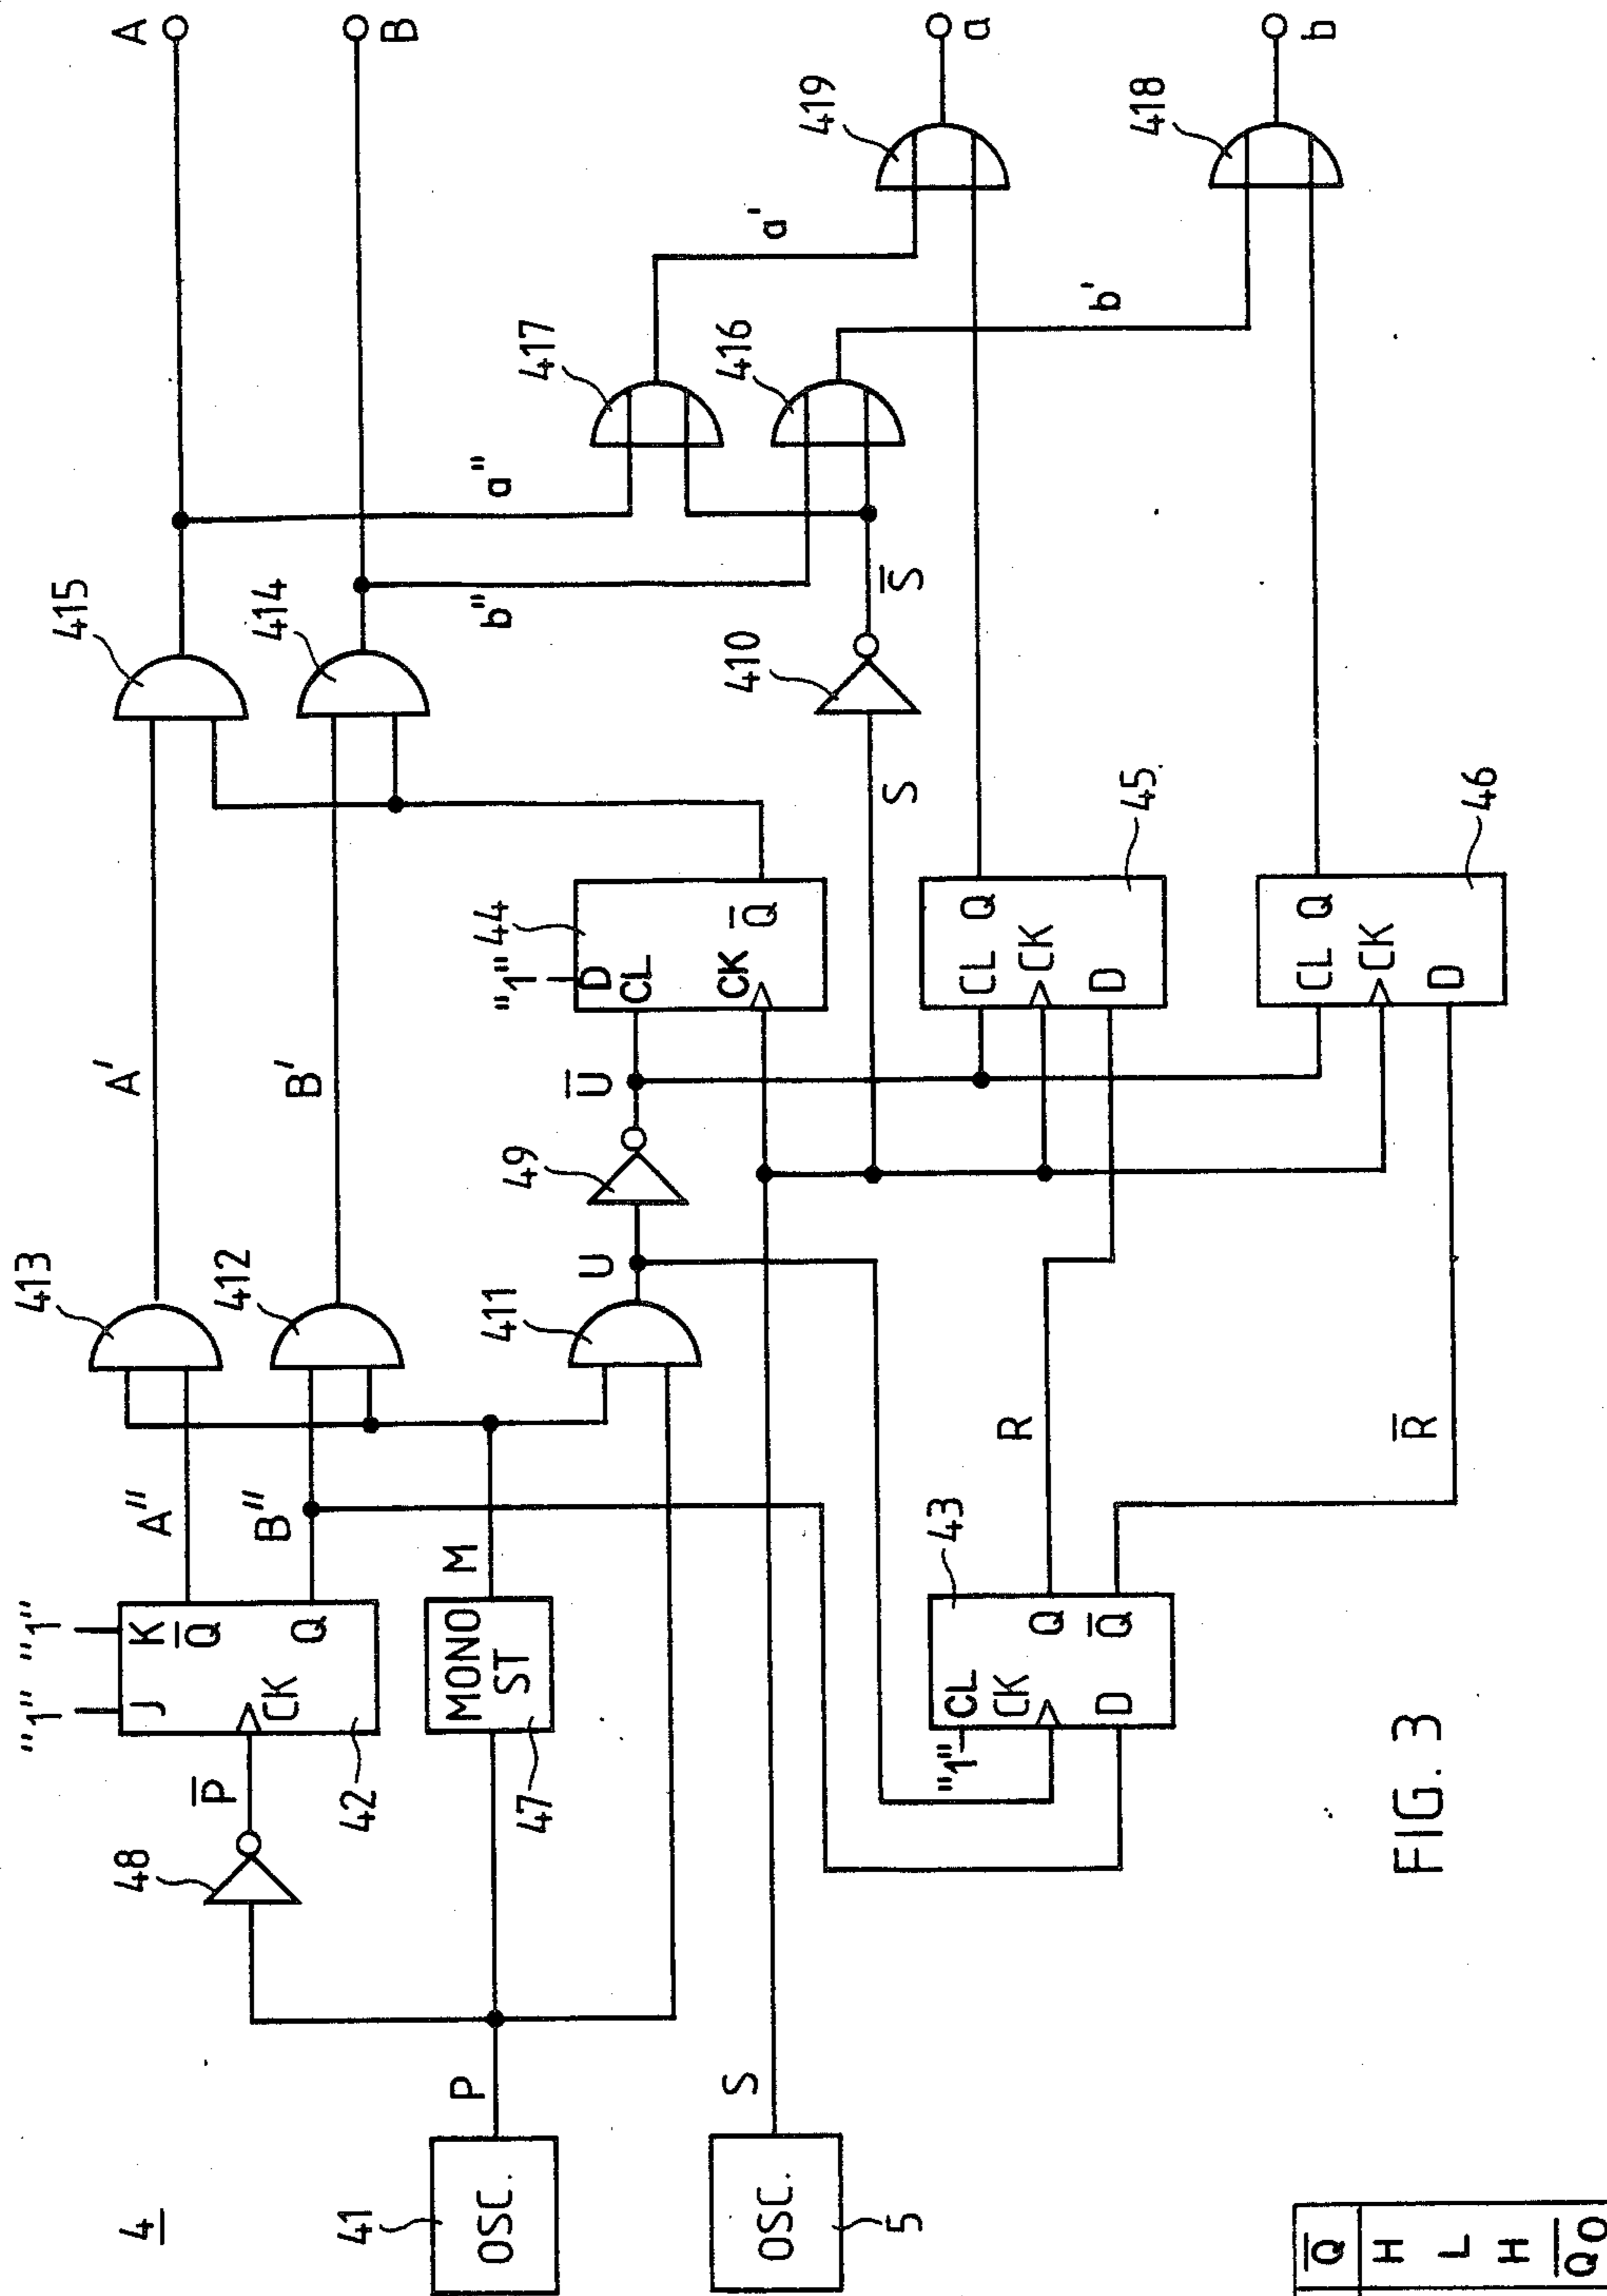 4
41
OSC.
P
OSC.
5
S
48
P̅
"1" "1"
J K
Q̅
CK
Q
42
MONO
ST
47
M
A"
B"
413
412
411
U
49
U̅
A'
B'
43
"1"
CL
CK
D
Q
Q̅
R
R̅
"1"
44
D
CL
CK
Q̅
S
410
S̅
CL Q
CK
D
45
CL Q
CK
D
46
415
414
a"
b"
417
416
a'
b'
419
418
A
B
a
b
FIG. 3
Q̅
H
L
H
Q̅O